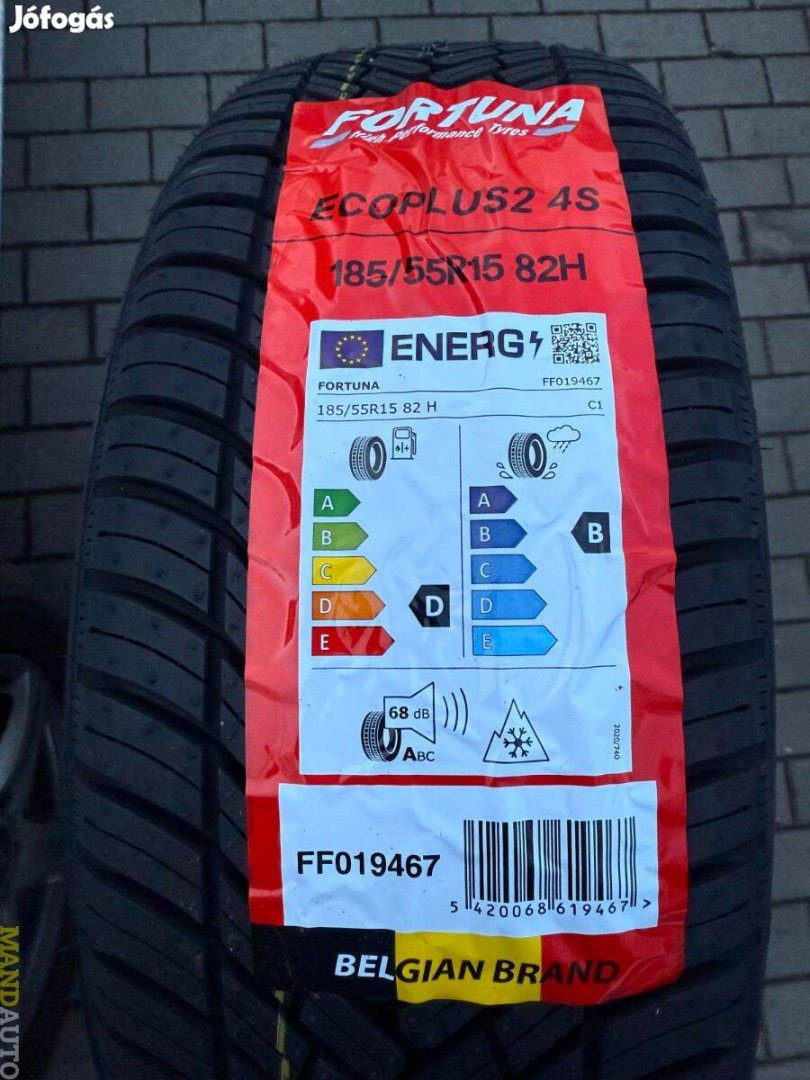 Jófogás
FORTUNA
High Performance Tyres
ECOPLUS2 4S
185/55R15 82H
ENERG
FORTUNA FF019467
185/55R15 82 H C1
A A
B B B
C C
D D D
E E
68 dB
ABC
2020/740
FF019467
5 420068 619467 >
BELGIAN BRAND
MANDAUTO